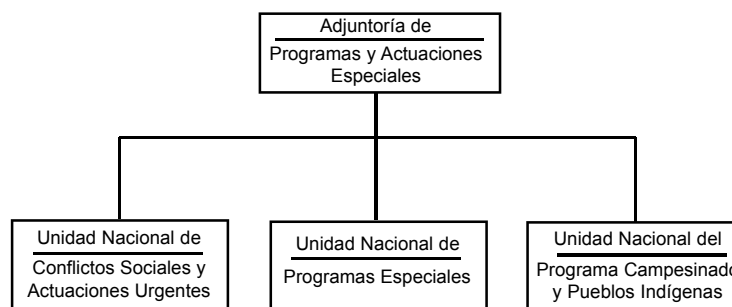 Adjuntoría de
Programas y Actuaciones
Especiales
Unidad Nacional de
Conflictos Sociales y
Actuaciones Urgentes
Unidad Nacional de
Programas Especiales
Unidad Nacional del
Programa Campesinado
y Pueblos Indígenas